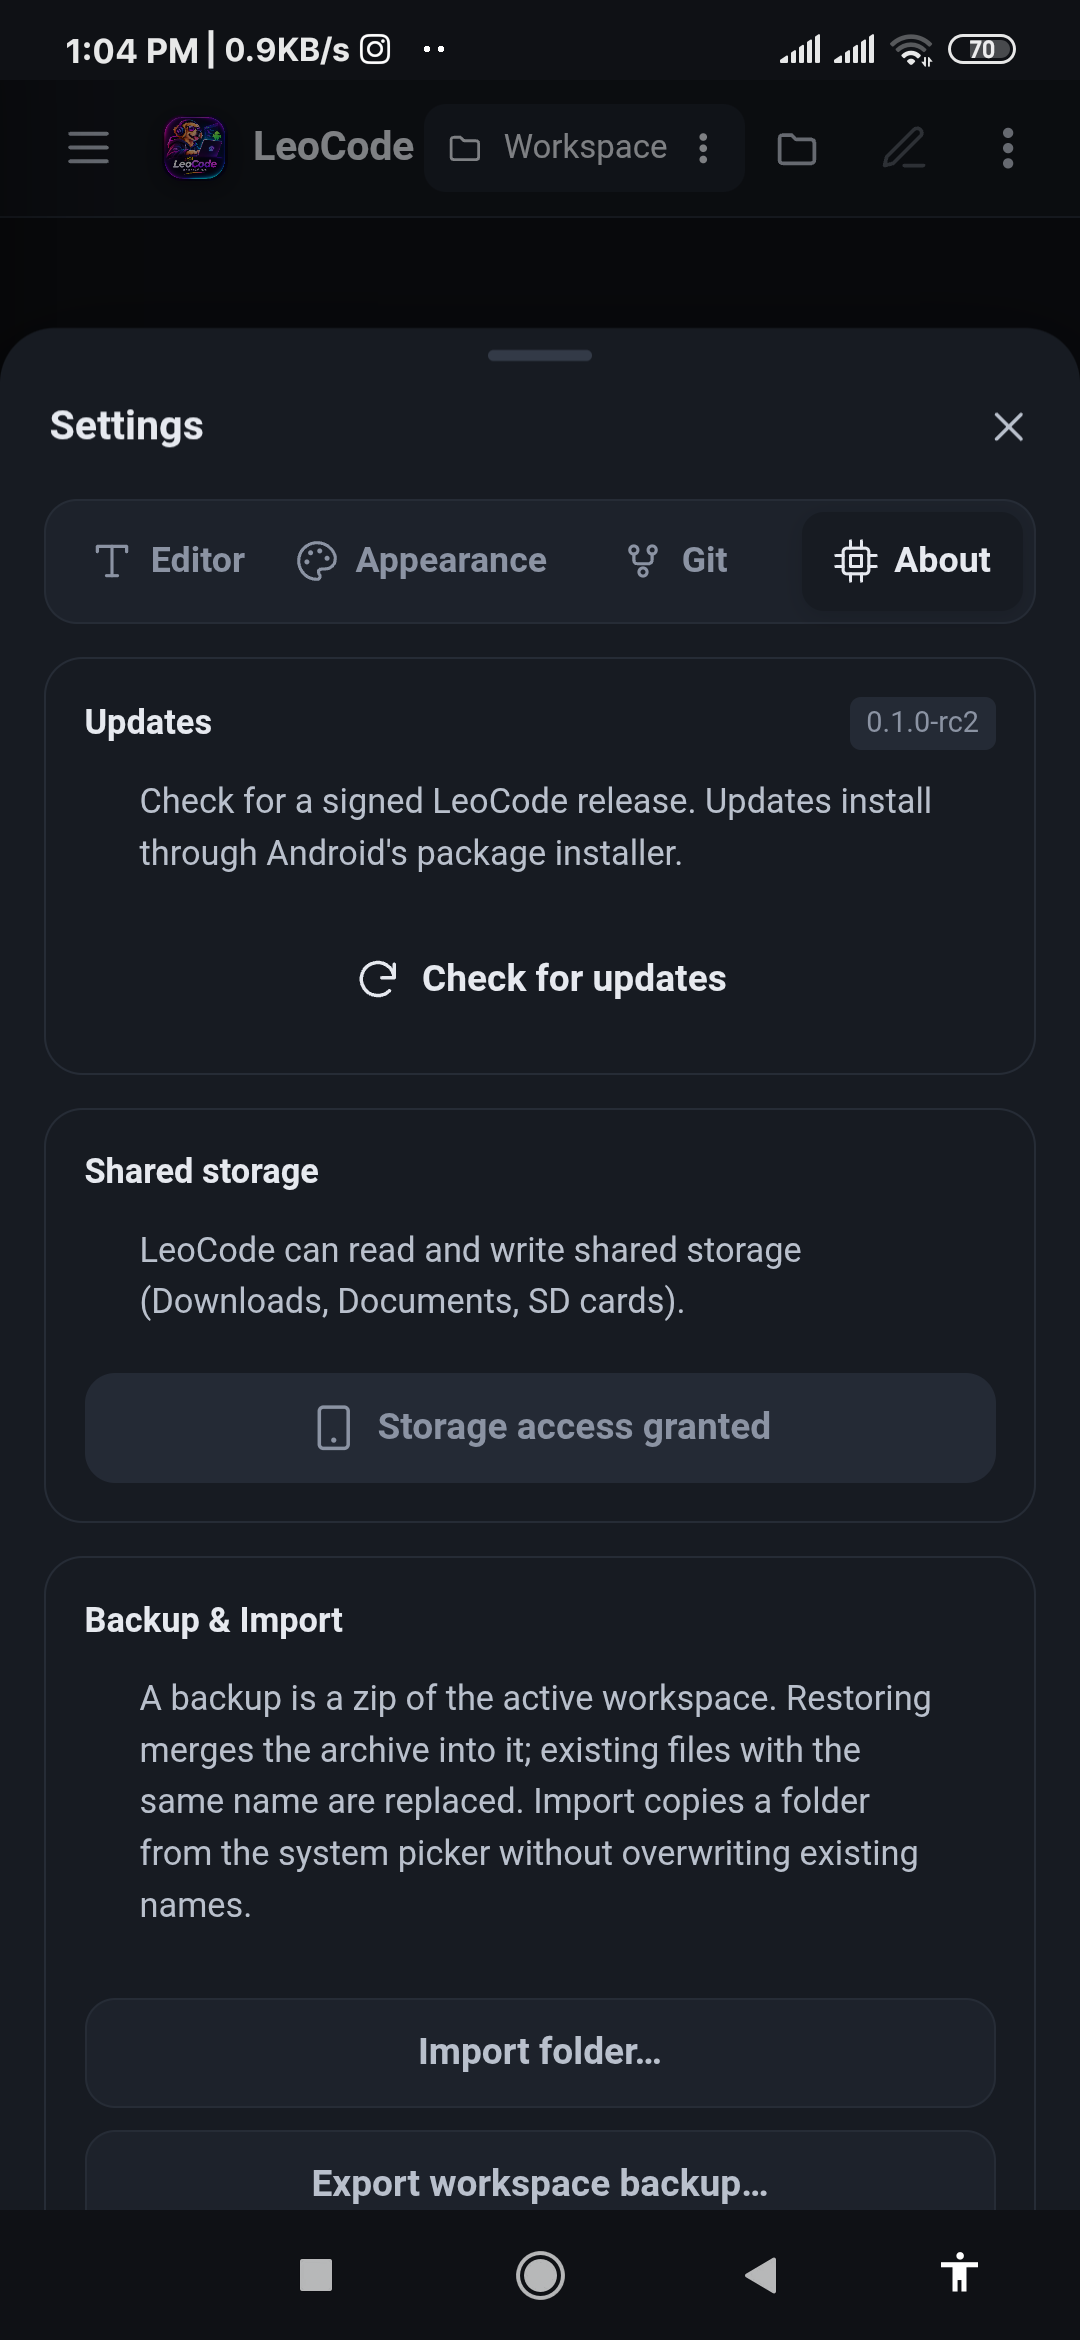 1:04 PM | 0.9KB/s
70
LeoCode
LeoCode
Workspace
Settings
Editor
Appearance
Git
About
Updates
0.1.0-rc2
Check for a signed LeoCode release. Updates install
through Android's package installer.
Check for updates
Shared storage
LeoCode can read and write shared storage
(Downloads, Documents, SD cards).
Storage access granted
Backup & Import
A backup is a zip of the active workspace. Restoring
merges the archive into it; existing files with the
same name are replaced. Import copies a folder
from the system picker without overwriting existing
names.
Import folder…
Export workspace backup…